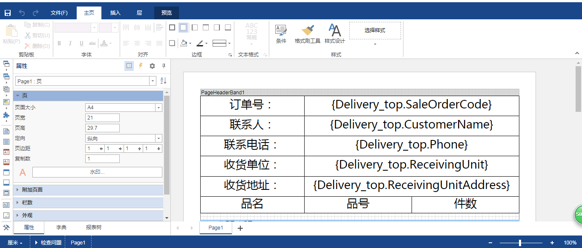 文件(F) 主页 插入 层 预览
条件 格式刷工具 样式设计 选择样式
剪贴板 字体 对齐 边框 文本格式 样式
属性
Page1 : 页
页
页面大小 A4
页宽 21
页高 29.7
定向 纵向
页边距 1 1 1 1
复制数 1
水印...
附加页面
栏数
外观
属性 字典 报表树
Page1
厘米 检查问题 Page1 100%
PageHeaderBand1
订单号： {Delivery_top.SaleOrderCode}
联系人： {Delivery_top.CustomerName}
联系电话： {Delivery_top.Phone}
收货单位： {Delivery_top.ReceivingUnit}
收货地址： {Delivery_top.ReceivingUnitAddress}
品名 品号 件数